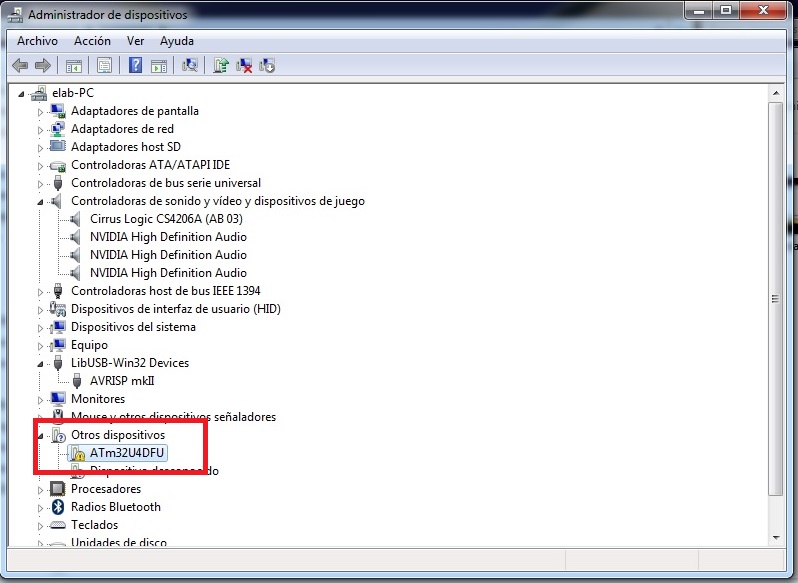 Administrador de dispositivos
Archivo Acción Ver Ayuda
elab-PC
Adaptadores de pantalla
Adaptadores de red
Adaptadores host SD
Controladoras ATA/ATAPI IDE
Controladoras de bus serie universal
Controladoras de sonido y vídeo y dispositivos de juego
Cirrus Logic CS4206A (AB 03)
NVIDIA High Definition Audio
NVIDIA High Definition Audio
NVIDIA High Definition Audio
Controladoras host de bus IEEE 1394
Dispositivos de interfaz de usuario (HID)
Dispositivos del sistema
Equipo
LibUSB-Win32 Devices
AVRISP mkII
Monitores
Mouse y otros dispositivos señaladores
Otros dispositivos
ATm32U4DFU
Dispositivo desconocido
Procesadores
Radios Bluetooth
Teclados
Unidades de disco